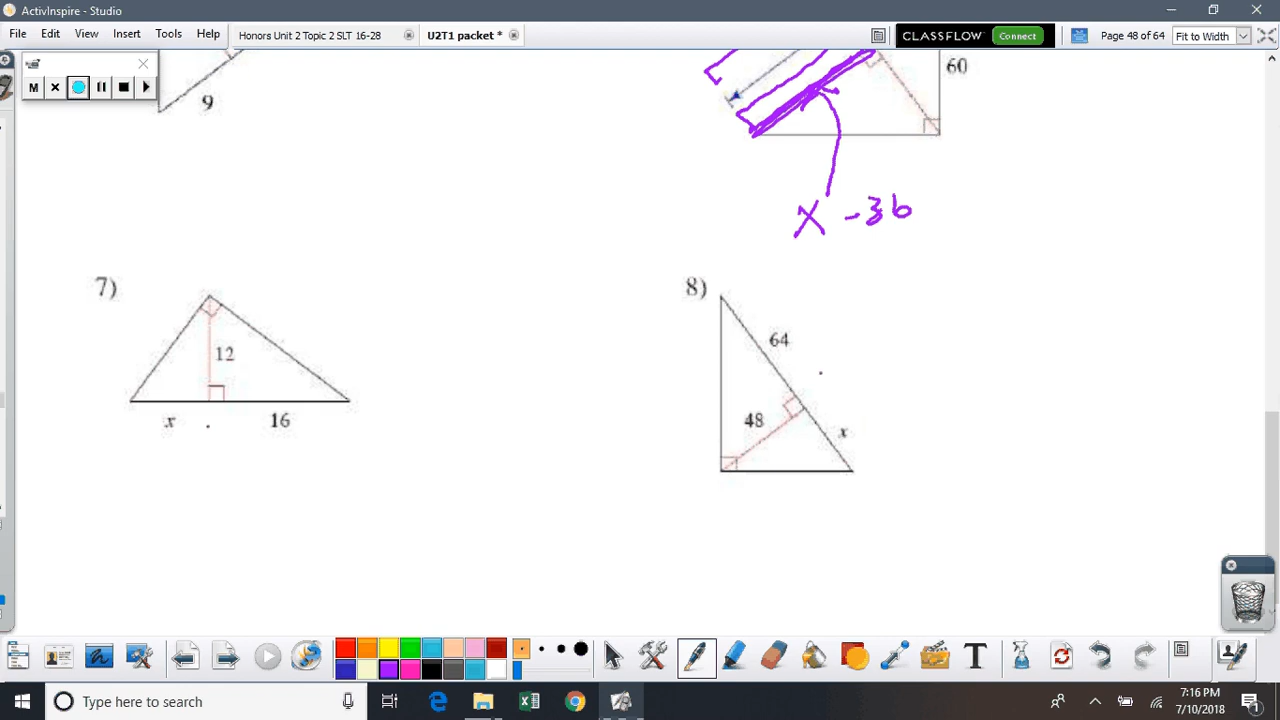 ActivInspire - Studio
File Edit View Insert Tools Help
Honors Unit 2 Topic 2 SLT 16-28
U2T1 packet *
CLASSFLOW Connect
Page 48 of 64
Fit to Width
M
9
60
x -36
7)
12
x
16
8)
64
48
x
T
Type here to search
7:16 PM
7/10/2018